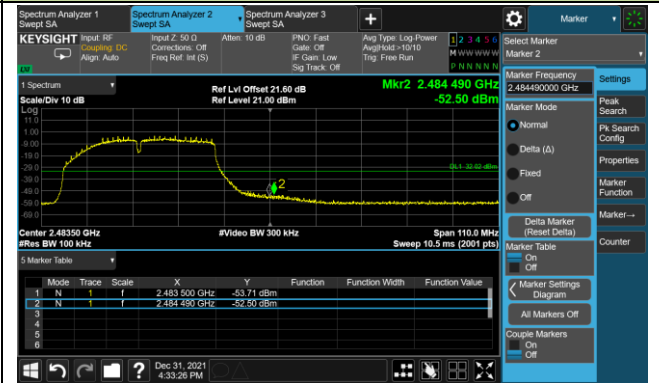 Spectrum Analyzer 1
Swept SA
Spectrum Analyzer 2
Swept SA
Spectrum Analyzer 3
Swept SA
+
Marker
KEYSIGHT
Input: RF
Coupling: DC
Align: Auto
Input Z: 50 Ω
Corrections: Off
Freq Ref: Int (S)
Atten: 10 dB
PNO: Fast
Gate: Off
IF Gain: Low
Sig Track: Off
Avg Type: Log-Power
Avg|Hold:>10/10
Trig: Free Run
1 2 3 4 5 6
M W W W W W
P N N N N N
Select Marker
Marker 2
1 Spectrum
Scale/Div 10 dB
Log
Ref Lvl Offset 21.60 dB
Ref Level 21.00 dBm
Mkr2 2.484 490 GHz
-52.50 dBm
11.0
1.00
-9.00
-19.0
-29.0
-39.0
-49.0
-59.0
-69.0
DL1 -32.02 dBm
2
Center 2.48350 GHz
#Res BW 100 kHz
#Video BW 300 kHz
Span 110.0 MHz
Sweep 10.5 ms (2001 pts)
5 Marker Table
Mode Trace Scale X Y Function Function Width Function Value
1 N 1 f 2.483 500 GHz -53.71 dBm
2 N 1 f 2.484 490 GHz -52.50 dBm
3
4
5
6
Marker Frequency
2.484490000 GHz
Marker Mode
Normal
Delta (Δ)
Fixed
Off
Delta Marker
(Reset Delta)
Marker Table
On
Off
Marker Settings
Diagram
All Markers Off
Couple Markers
On
Off
Settings
Peak
Search
Pk Search
Config
Properties
Marker
Function
Marker→
Counter
?
Dec 31, 2021
4:33:26 PM